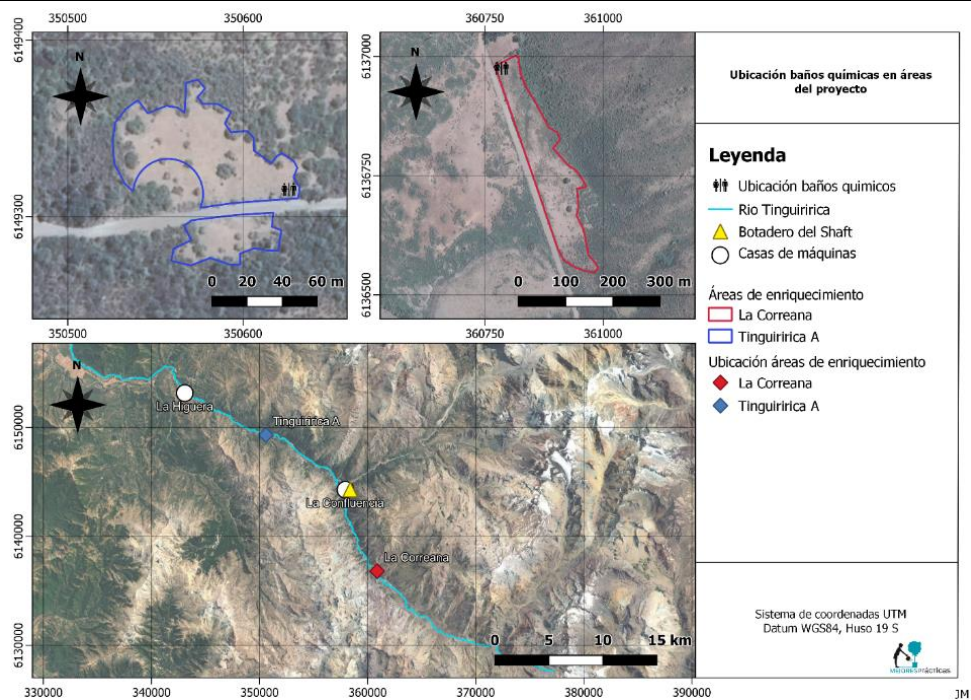 350500
350600
6149400
6149300
N
0 20 40 60 m
350500
350600
360750
361000
6137000
6136750
6136500
N
0 100 200 300 m
360750
361000
N
La Higuera
Tinguiririca A
La Confluencia
La Correana
0 5 10 15 km
6150000
6140000
6130000
330000
340000
350000
360000
370000
380000
390000
Ubicación baños químicas en áreas
del proyecto
Leyenda
Ubicación baños quimicos
Rio Tinguiririca
Botadero del Shaft
Casas de máquinas
Áreas de enriquecimiento
La Correana
Tinguiririca A
Ubicación áreas de enriquecimiento
La Correana
Tinguiririca A
Sistema de coordenadas UTM
Datum WGS84, Huso 19 S
MEJORESPRÁCTICAS
JM